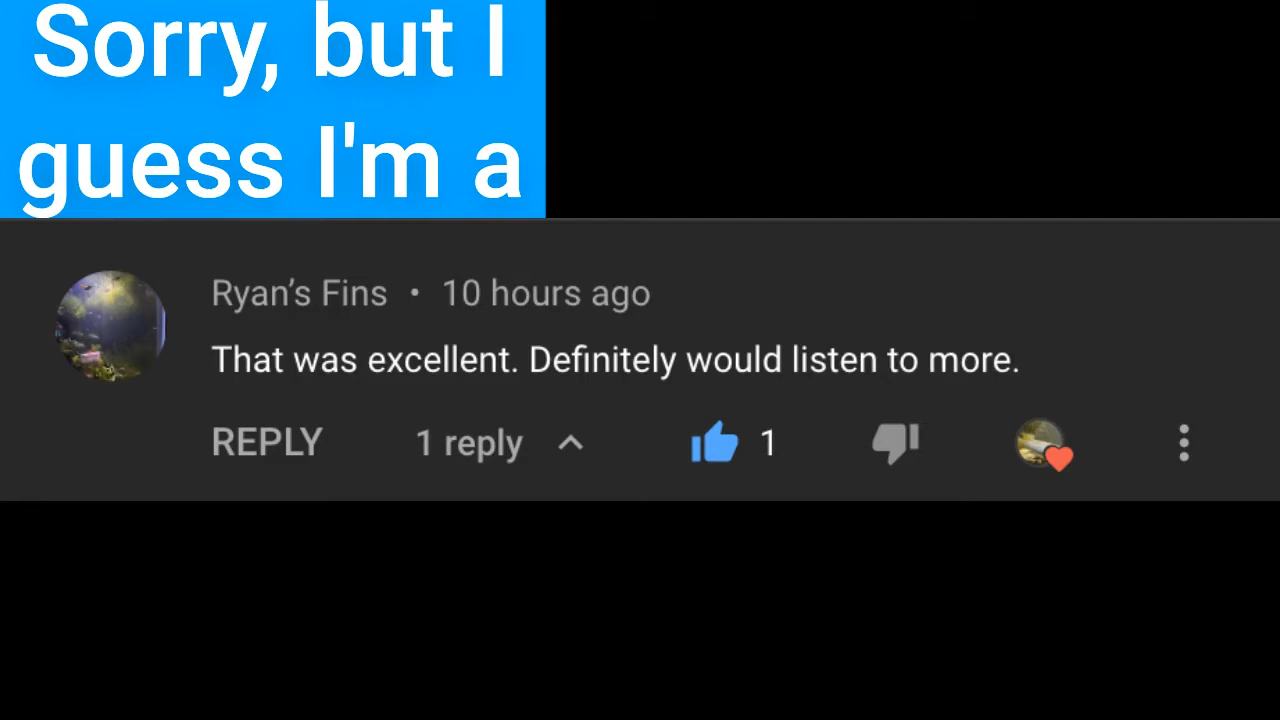 Sorry, but I
guess I'm a
Ryan’s Fins • 10 hours ago
That was excellent. Definitely would listen to more.
REPLY 1 reply 1